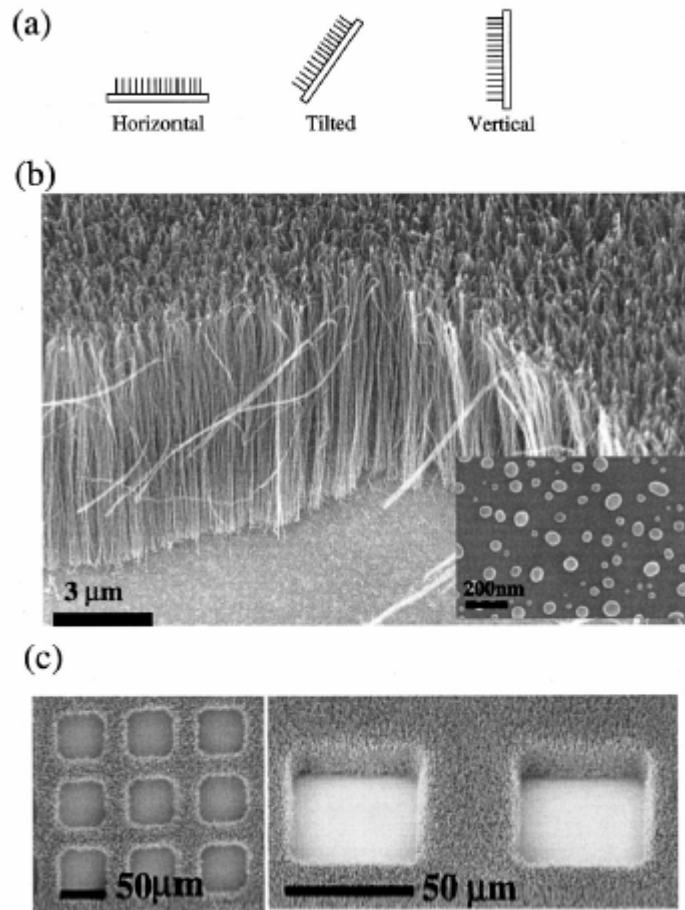 (a)
Horizontal
Tilted
Vertical
(b)
3 μm
200nm
(c)
50μm
50 μm